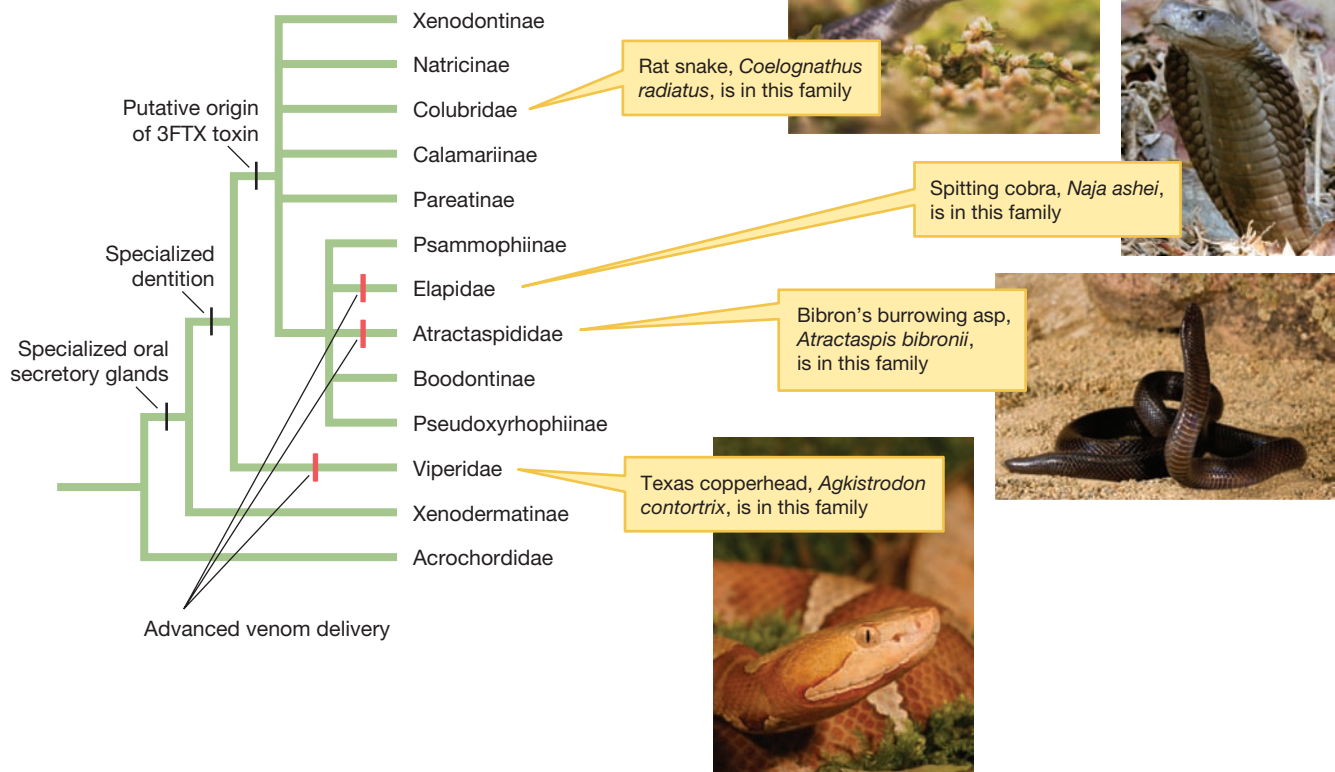 Xenodontinae
Natricinae
Colubridae
Calamariinae
Pareatinae
Psammophiinae
Elapidae
Atractaspididae
Boodontinae
Pseudoxyrhophiinae
Viperidae
Xenodermatinae
Acrochordidae
Putative origin
of 3FTX toxin
Specialized
dentition
Specialized oral
secretory glands
Advanced venom delivery
Rat snake, Coelognathus
radiatus, is in this family
Spitting cobra, Naja ashei,
is in this family
Bibron’s burrowing asp,
Atractaspis bibronii,
is in this family
Texas copperhead, Agkistrodon
contortrix, is in this family